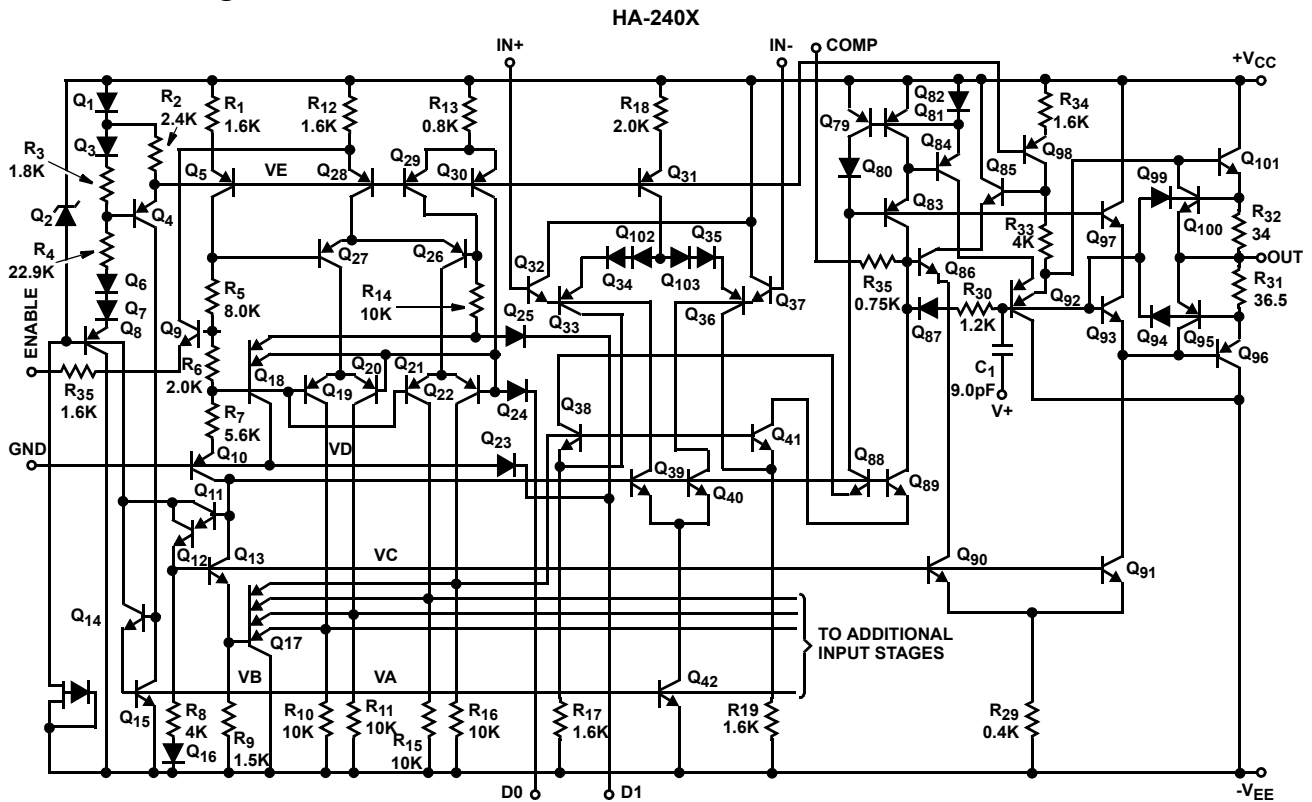 HA-240X
IN+
IN-
COMP
+VCC
Q1
R2
2.4K
R1
1.6K
R12
1.6K
R13
0.8K
R18
2.0K
Q82
Q81
Q79
R34
1.6K
Q3
R3
1.8K
Q5
VE
Q28
Q29
Q30
Q31
Q80
Q84
Q85
Q98
Q101
Q99
Q2
Q4
R4
22.9K
Q83
Q100
R32
34
Q97
R33
4K
Q27
Q26
Q102
Q35
Q32
Q34
Q103
Q33
Q36
Q37
R35
0.75K
Q86
OUT
Q6
Q7
Q8
R5
8.0K
R14
10K
Q25
Q87
R30
1.2K
Q92
Q93
Q94
Q95
R31
36.5
Q96
ENABLE
Q9
R6
2.0K
R35
1.6K
Q18
Q19
Q20
Q21
Q22
Q24
C1
9.0pF
V+
R7
5.6K
VD
Q38
Q41
GND
Q10
Q23
Q39
Q40
Q88
Q89
Q11
Q12
Q13
VC
Q90
Q91
Q14
Q17
TO ADDITIONAL
INPUT STAGES
VB
VA
Q42
Q15
R8
4K
Q16
R9
1.5K
R10
10K
R11
10K
R15
10K
R16
10K
R17
1.6K
R19
1.6K
R29
0.4K
D0
D1
-VEE